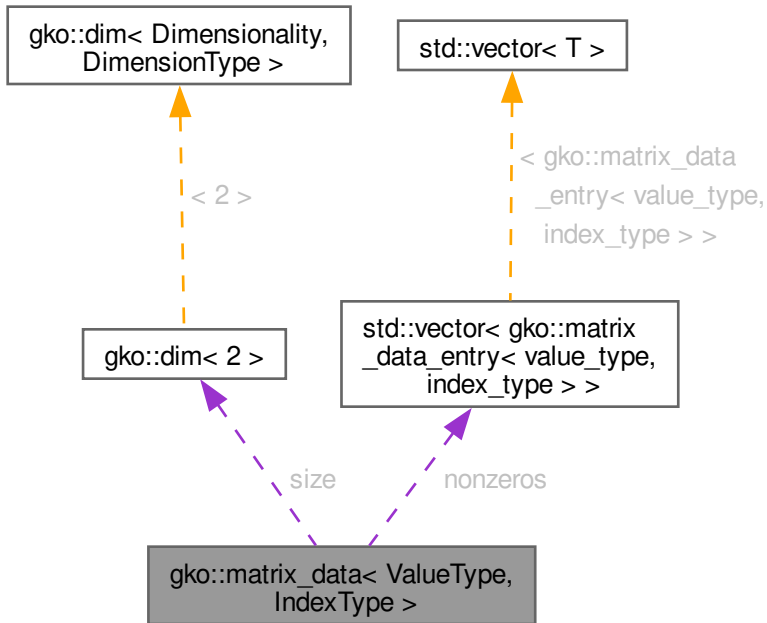 gko::dim< Dimensionality,
DimensionType >
std::vector< T >
< 2 >
< gko::matrix_data
_entry< value_type,
index_type > >
gko::dim< 2 >
std::vector< gko::matrix
_data_entry< value_type,
index_type > >
size
nonzeros
gko::matrix_data< ValueType,
IndexType >